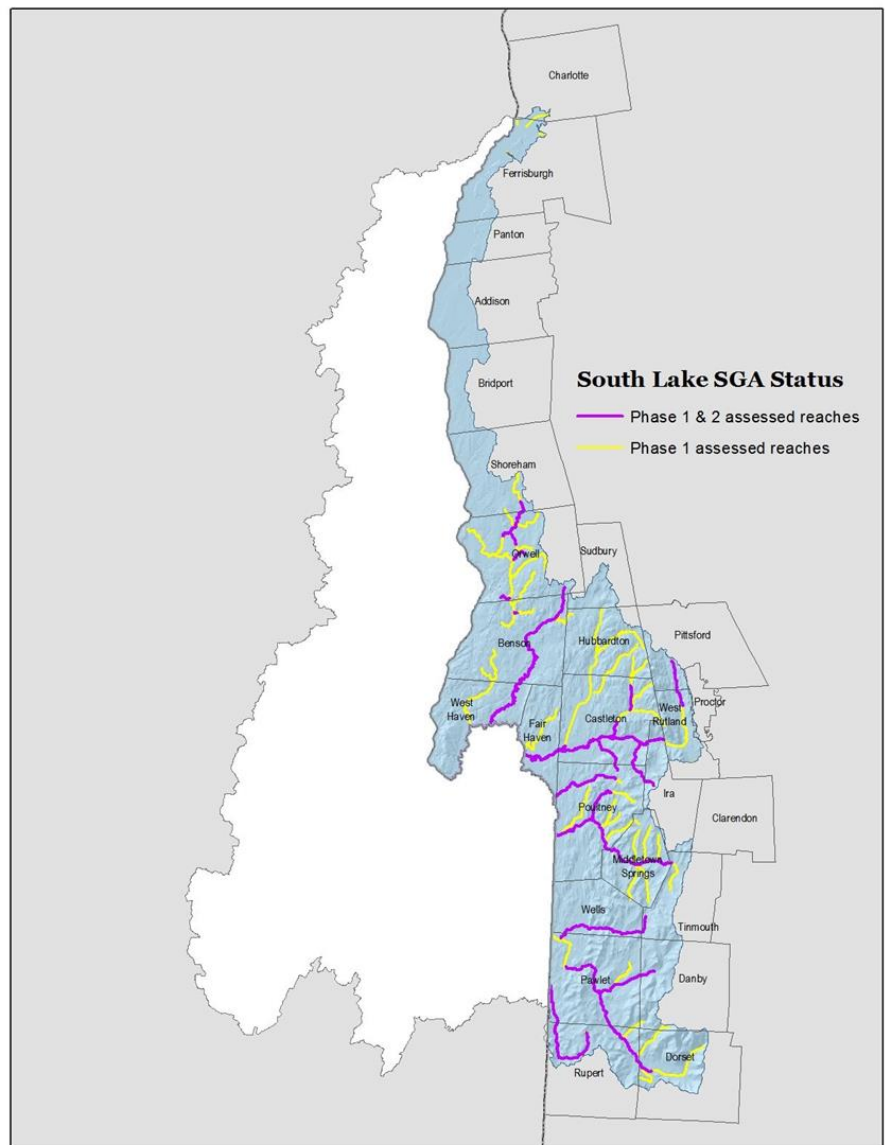 Charlotte
Ferrisburgh
Panton
Addison
Bridport
South Lake SGA Status
Phase 1 & 2 assessed reaches
Phase 1 assessed reaches
Shoreham
Orwell
Sudbury
Benson
Hubbardton
Pittsford
West
Haven
Fair
Haven
Castleton
West
Rutland
Proctor
Ira
Poultney
Clarendon
Middletown
Springs
Wells
Tinmouth
Pawlet
Danby
Dorset
Rupert